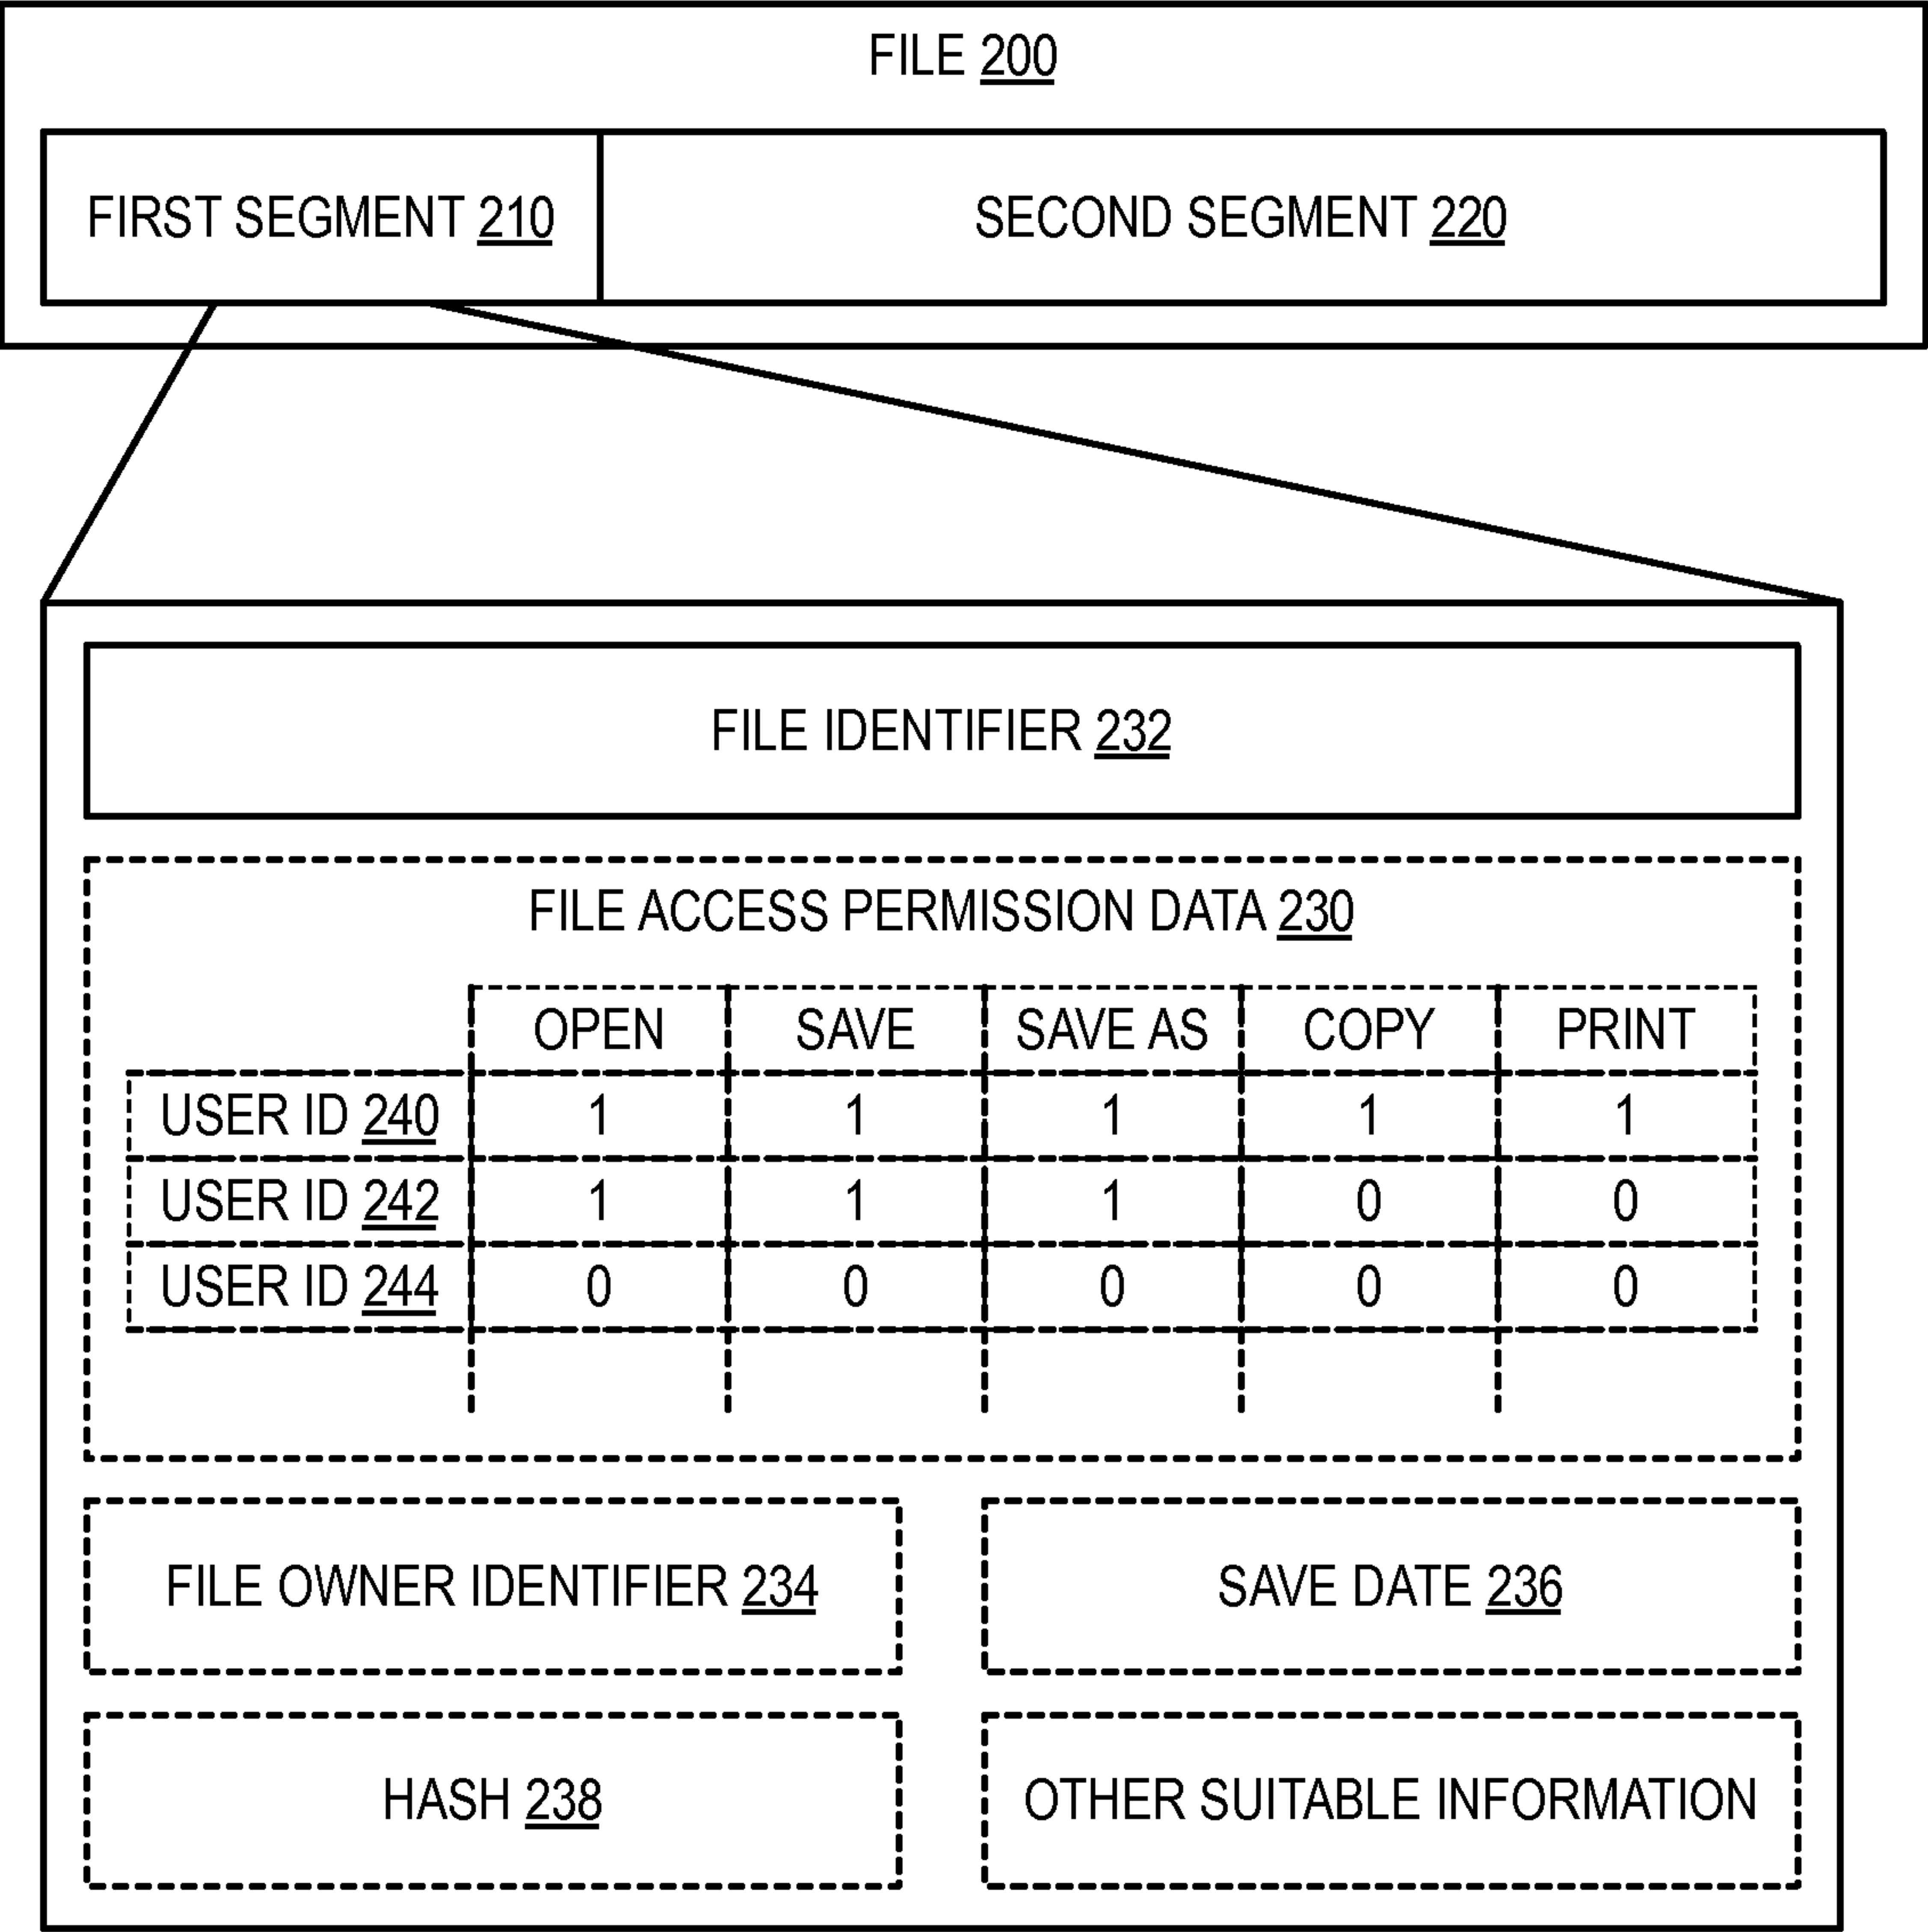 FILE 200
FIRST SEGMENT 210 SECOND SEGMENT 220
FILE IDENTIFIER 232
FILE ACCESS PERMISSION DATA 230
OPEN SAVE SAVE AS COPY PRINT
USER ID 240 1 1 1 1 1
USER ID 242 1 1 1 0 0
USER ID 244 0 0 0 0 0
FILE OWNER IDENTIFIER 234 SAVE DATE 236
HASH 238 OTHER SUITABLE INFORMATION